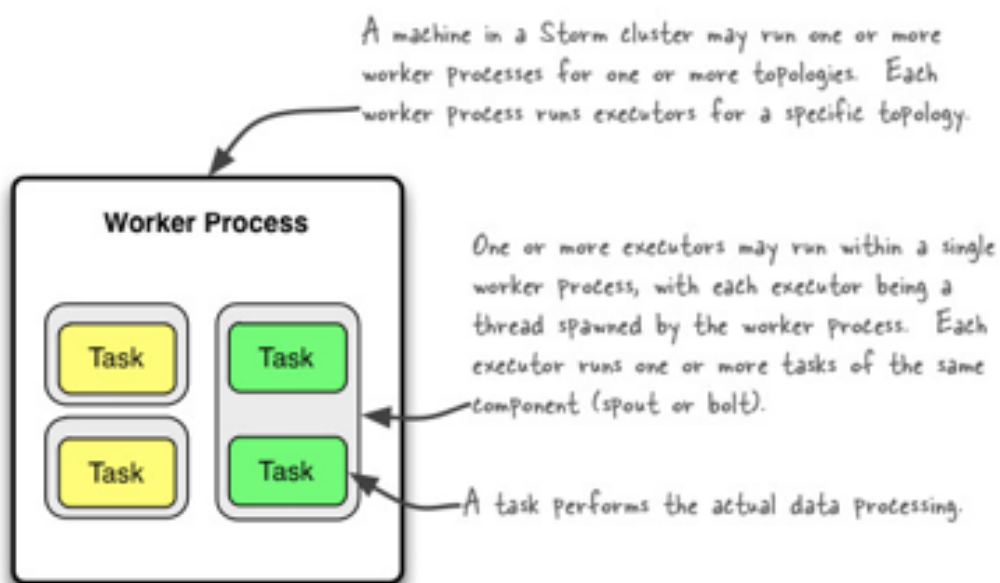 A machine in a Storm cluster may run one or more
worker processes for one or more topologies. Each
worker process runs executors for a specific topology.
Worker Process
One or more executors may run within a single
worker process, with each executor being a
thread spawned by the worker process. Each
executor runs one or more tasks of the same
component (spout or bolt).
Task
Task
Task
Task
A task performs the actual data processing.